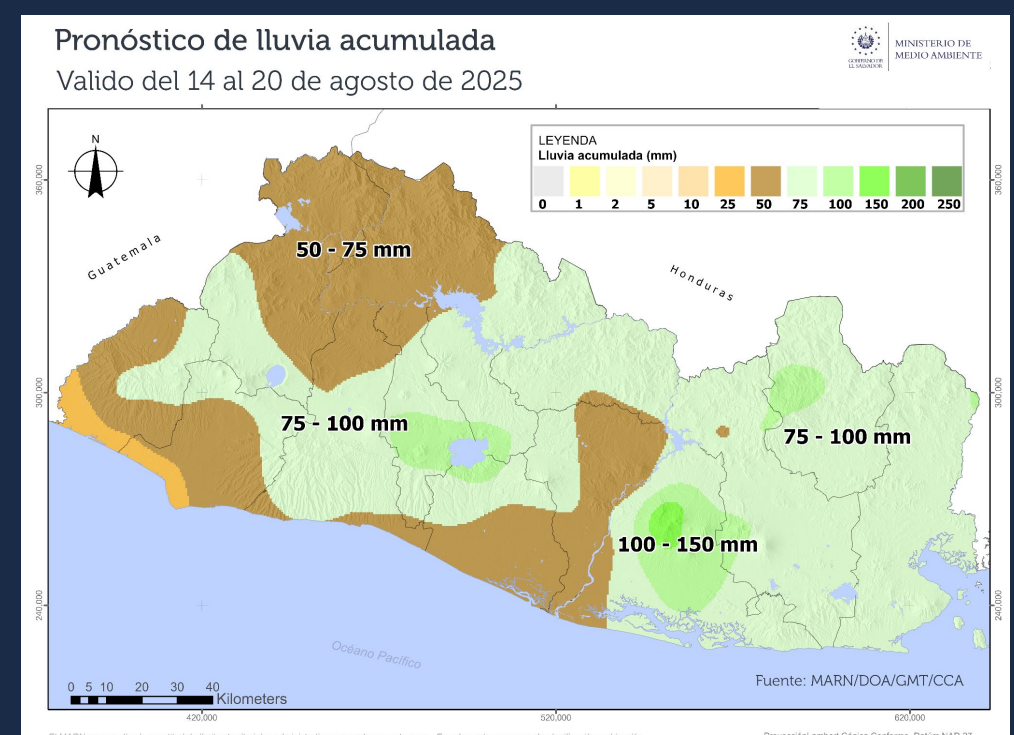 Pronóstico de lluvia acumulada
Valido del 14 al 20 de agosto de 2025
GOBIERNO DE
EL SALVADOR
MINISTERIO DE
MEDIO AMBIENTE
N
LEYENDA
Lluvia acumulada (mm)
0 1 2 5 10 25 50 75 100 150 200 250
360,000
360,000
Guatemala
50 - 75 mm
Honduras
300,000
300,000
75 - 100 mm
75 - 100 mm
100 - 150 mm
240,000
240,000
Océano Pacífico
Fuente: MARN/DOA/GMT/CCA
0 5 10 20 30 40
Kilometers
420,000
520,000
620,000